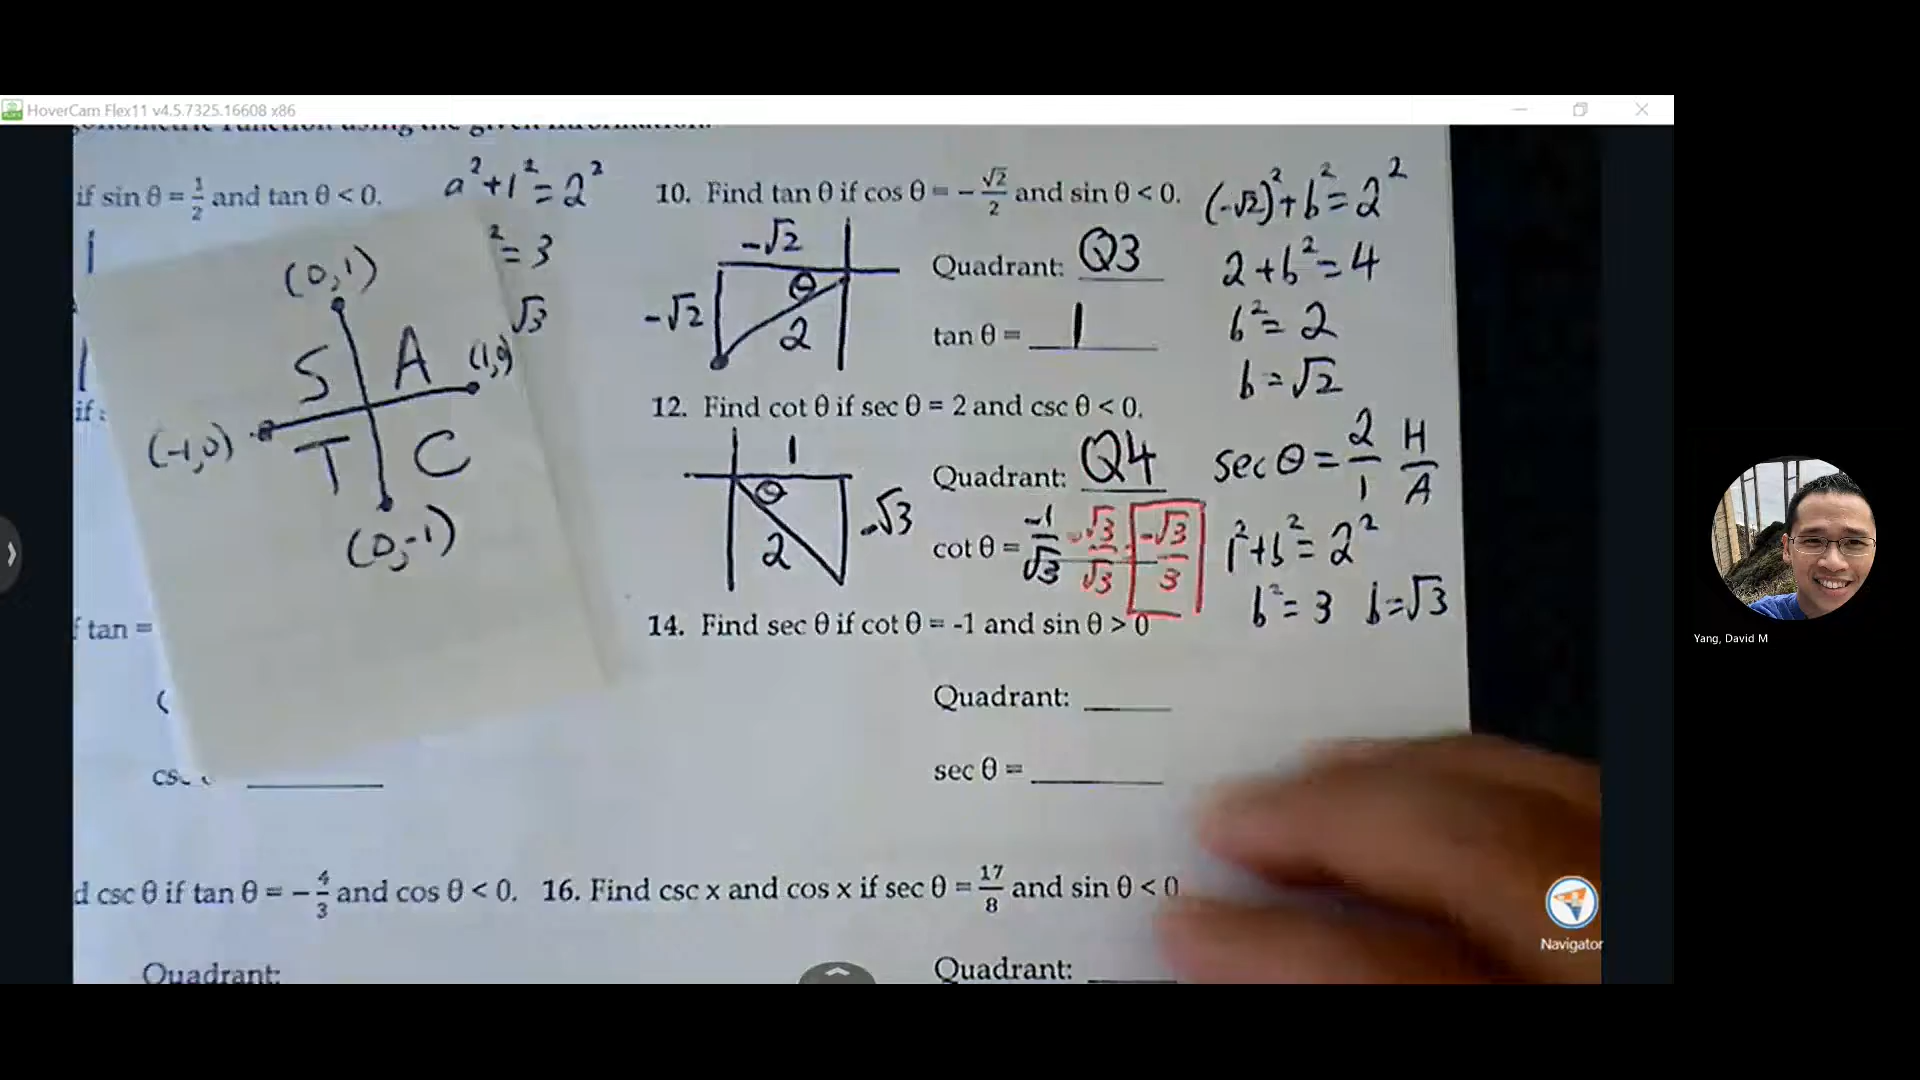 HoverCam Flex11 v4.5.7325.16608 x86
if sin θ = 1/2 and tan θ < 0.
a² + 1² = 2²
² = 3
√3
(0,1)
S A (1,0)
(-1,0) T C
(0,-1)
if
f tan =
10. Find tan θ if cos θ = -√2/2 and sin θ < 0.
-√2
-√2 θ 2
Quadrant: Q3
tan θ = 1
(-√2)² + b² = 2²
2 + b² = 4
b² = 2
b = √2
12. Find cot θ if sec θ = 2 and csc θ < 0.
1
θ
2 -√3
Quadrant: Q4
cot θ = -1/√3 · √3/√3 = -√3/3
sec θ = 2/1 H/A
1² + b² = 2²
b² = 3 b = √3
14. Find sec θ if cot θ = -1 and sin θ > 0
Quadrant: ______
sec θ = ______
d csc θ if tan θ = -4/3 and cos θ < 0.
16. Find csc x and cos x if sec θ = 17/8 and sin θ < 0
Quadrant:
Quadrant: ______
Navigator
Yang, David M